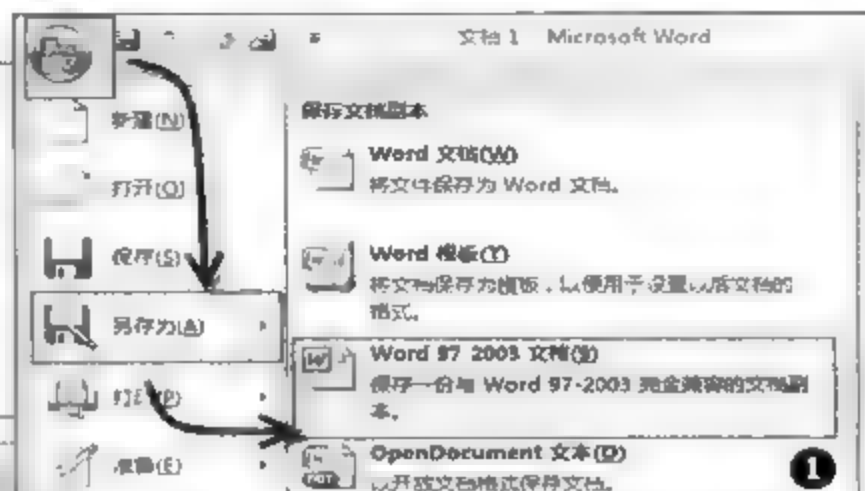 文档 1 Microsoft Word
新建(N)
打开(O)
保存(S)
另存为(A)
打印(P)
准备(E)
保存文档副本
Word 文档(W)
将文件保存为 Word 文档。
Word 模板(T)
将文档保存为模板，以便用于设置以后文档的
格式。
Word 97-2003 文档(9)
保存一份与 Word 97-2003 完全兼容的文档副
本。
OpenDocument 文本(D)
以开放文档格式保存文档。
1